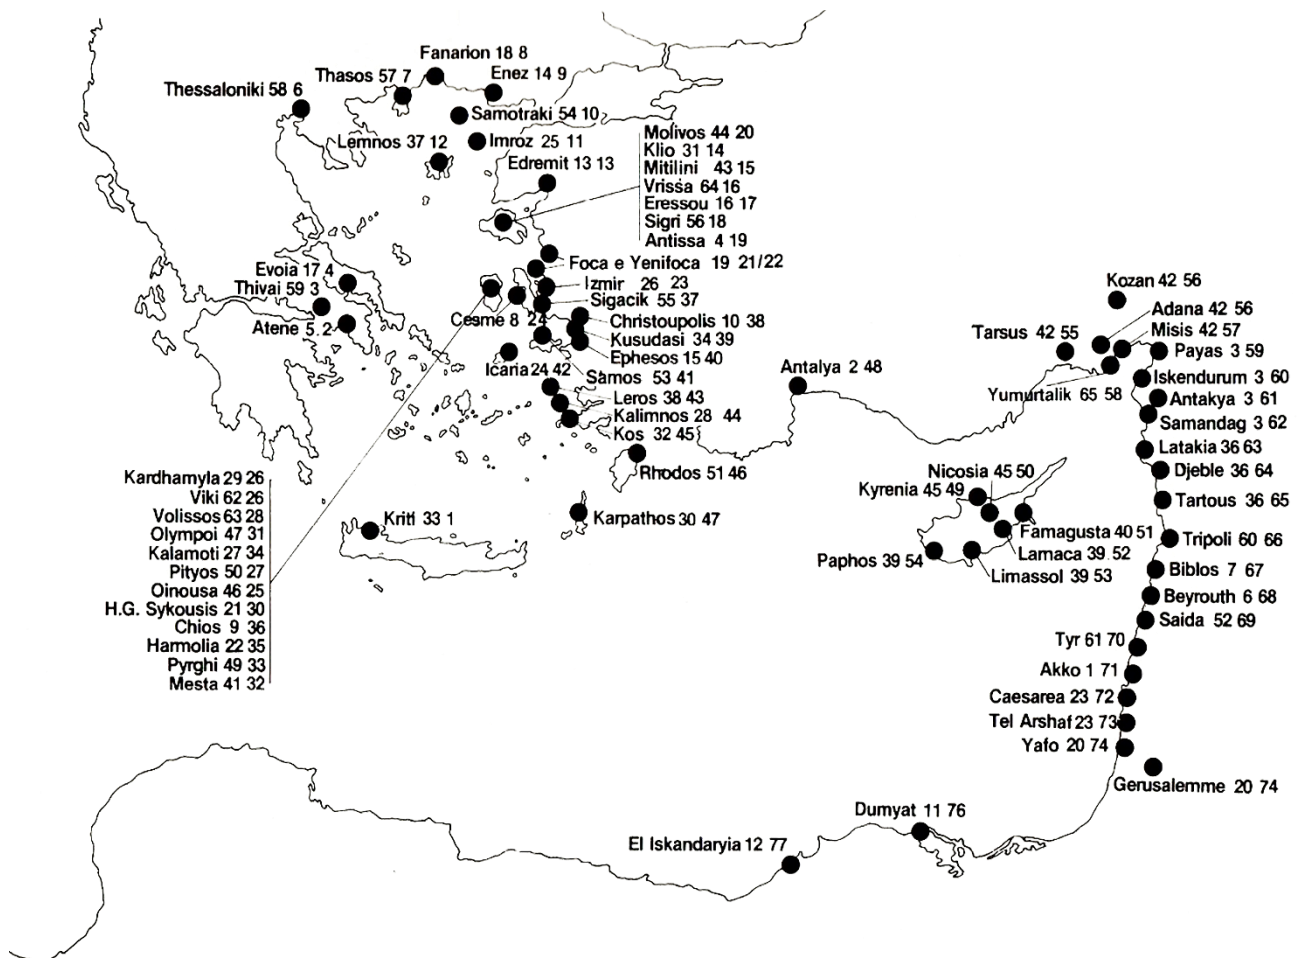 Fanarion 18 8
Thasos 57 7
Enez 14 9
Thessaloniki 58 6
Samotraki 54 10
Lemnos 37 12
Imroz 25 11
Edremit 13 13
Molivos 44 20
Klio 31 14
Mitilini 43 15
Vrissa 64 16
Eressou 16 17
Sigri 56 18
Antissa 4 19
Foca e Yenifoca 19 21/22
Evoia 17 4
Thivai 59 3
Atene 5.2
Izmir 26 23
Sigacik 55 37
Cesme 8 24
Christoupolis 10 38
Kusudasi 34 39
Ephesos 15 40
Icaria 24 42
Samos 53 41
Leros 38 43
Kalimnos 28 44
Kos 32 45
Rhodos 51 46
Karpathos 30 47
Kriti 33 1
Antalya 2 48
Kozan 42 56
Adana 42 56
Tarsus 42 55
Misis 42 57
Payas 3 59
Yumurtalik 65 58
Iskendurum 3 60
Antakya 3 61
Samandag 3 62
Latakia 36 63
Djeble 36 64
Tartous 36 65
Nicosia 45 50
Kyrenia 45 49
Famagusta 40 51
Lamaca 39 52
Limassol 39 53
Paphos 39 54
Tripoli 60 66
Biblos 7 67
Beyrouth 6 68
Saida 52 69
Tyr 61 70
Akko 1 71
Caesarea 23 72
Tel Arshaf 23 73
Yafo 20 74
Gerusalemme 20 74
Dumyat 11 76
El Iskandaryia 12 77
Kardhamyla 29 26
Viki 62 26
Volissos 63 28
Olympoi 47 31
Kalamoti 27 34
Pityos 50 27
Oinousa 46 25
H.G. Sykousis 21 30
Chios 9 36
Harmolia 22 35
Pyrghi 49 33
Mesta 41 32